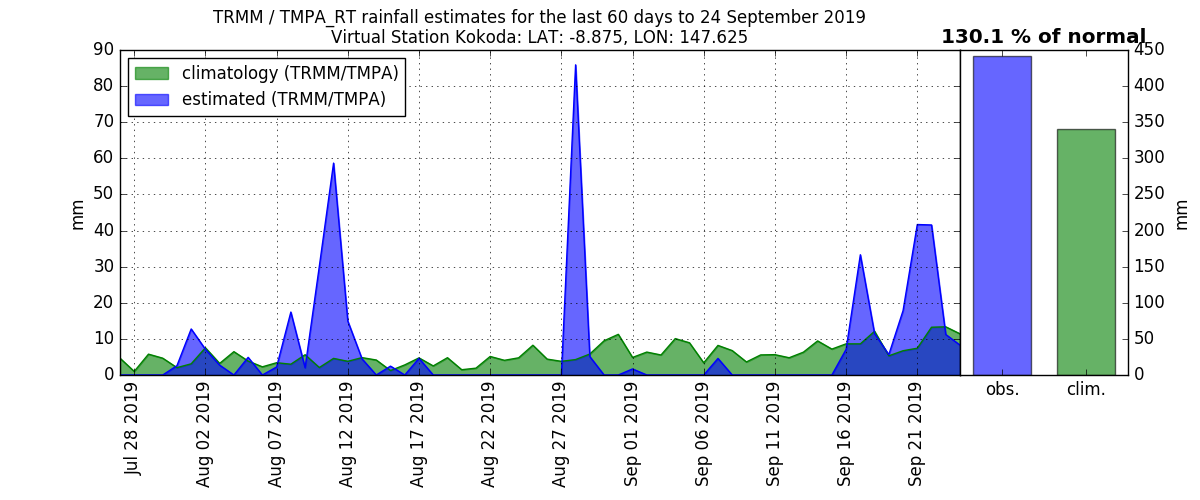 TRMM / TMPA_RT rainfall estimates for the last 60 days to 24 September 2019
Virtual Station Kokoda: LAT: -8.875, LON: 147.625
130.1 % of normal
climatology (TRMM/TMPA)
estimated (TRMM/TMPA)
90
80
70
60
50
40
30
20
10
0
mm
Jul 28 2019
Aug 02 2019
Aug 07 2019
Aug 12 2019
Aug 17 2019
Aug 22 2019
Aug 27 2019
Sep 01 2019
Sep 06 2019
Sep 11 2019
Sep 16 2019
Sep 21 2019
obs.
clim.
450
400
350
300
250
200
150
100
50
0
mm